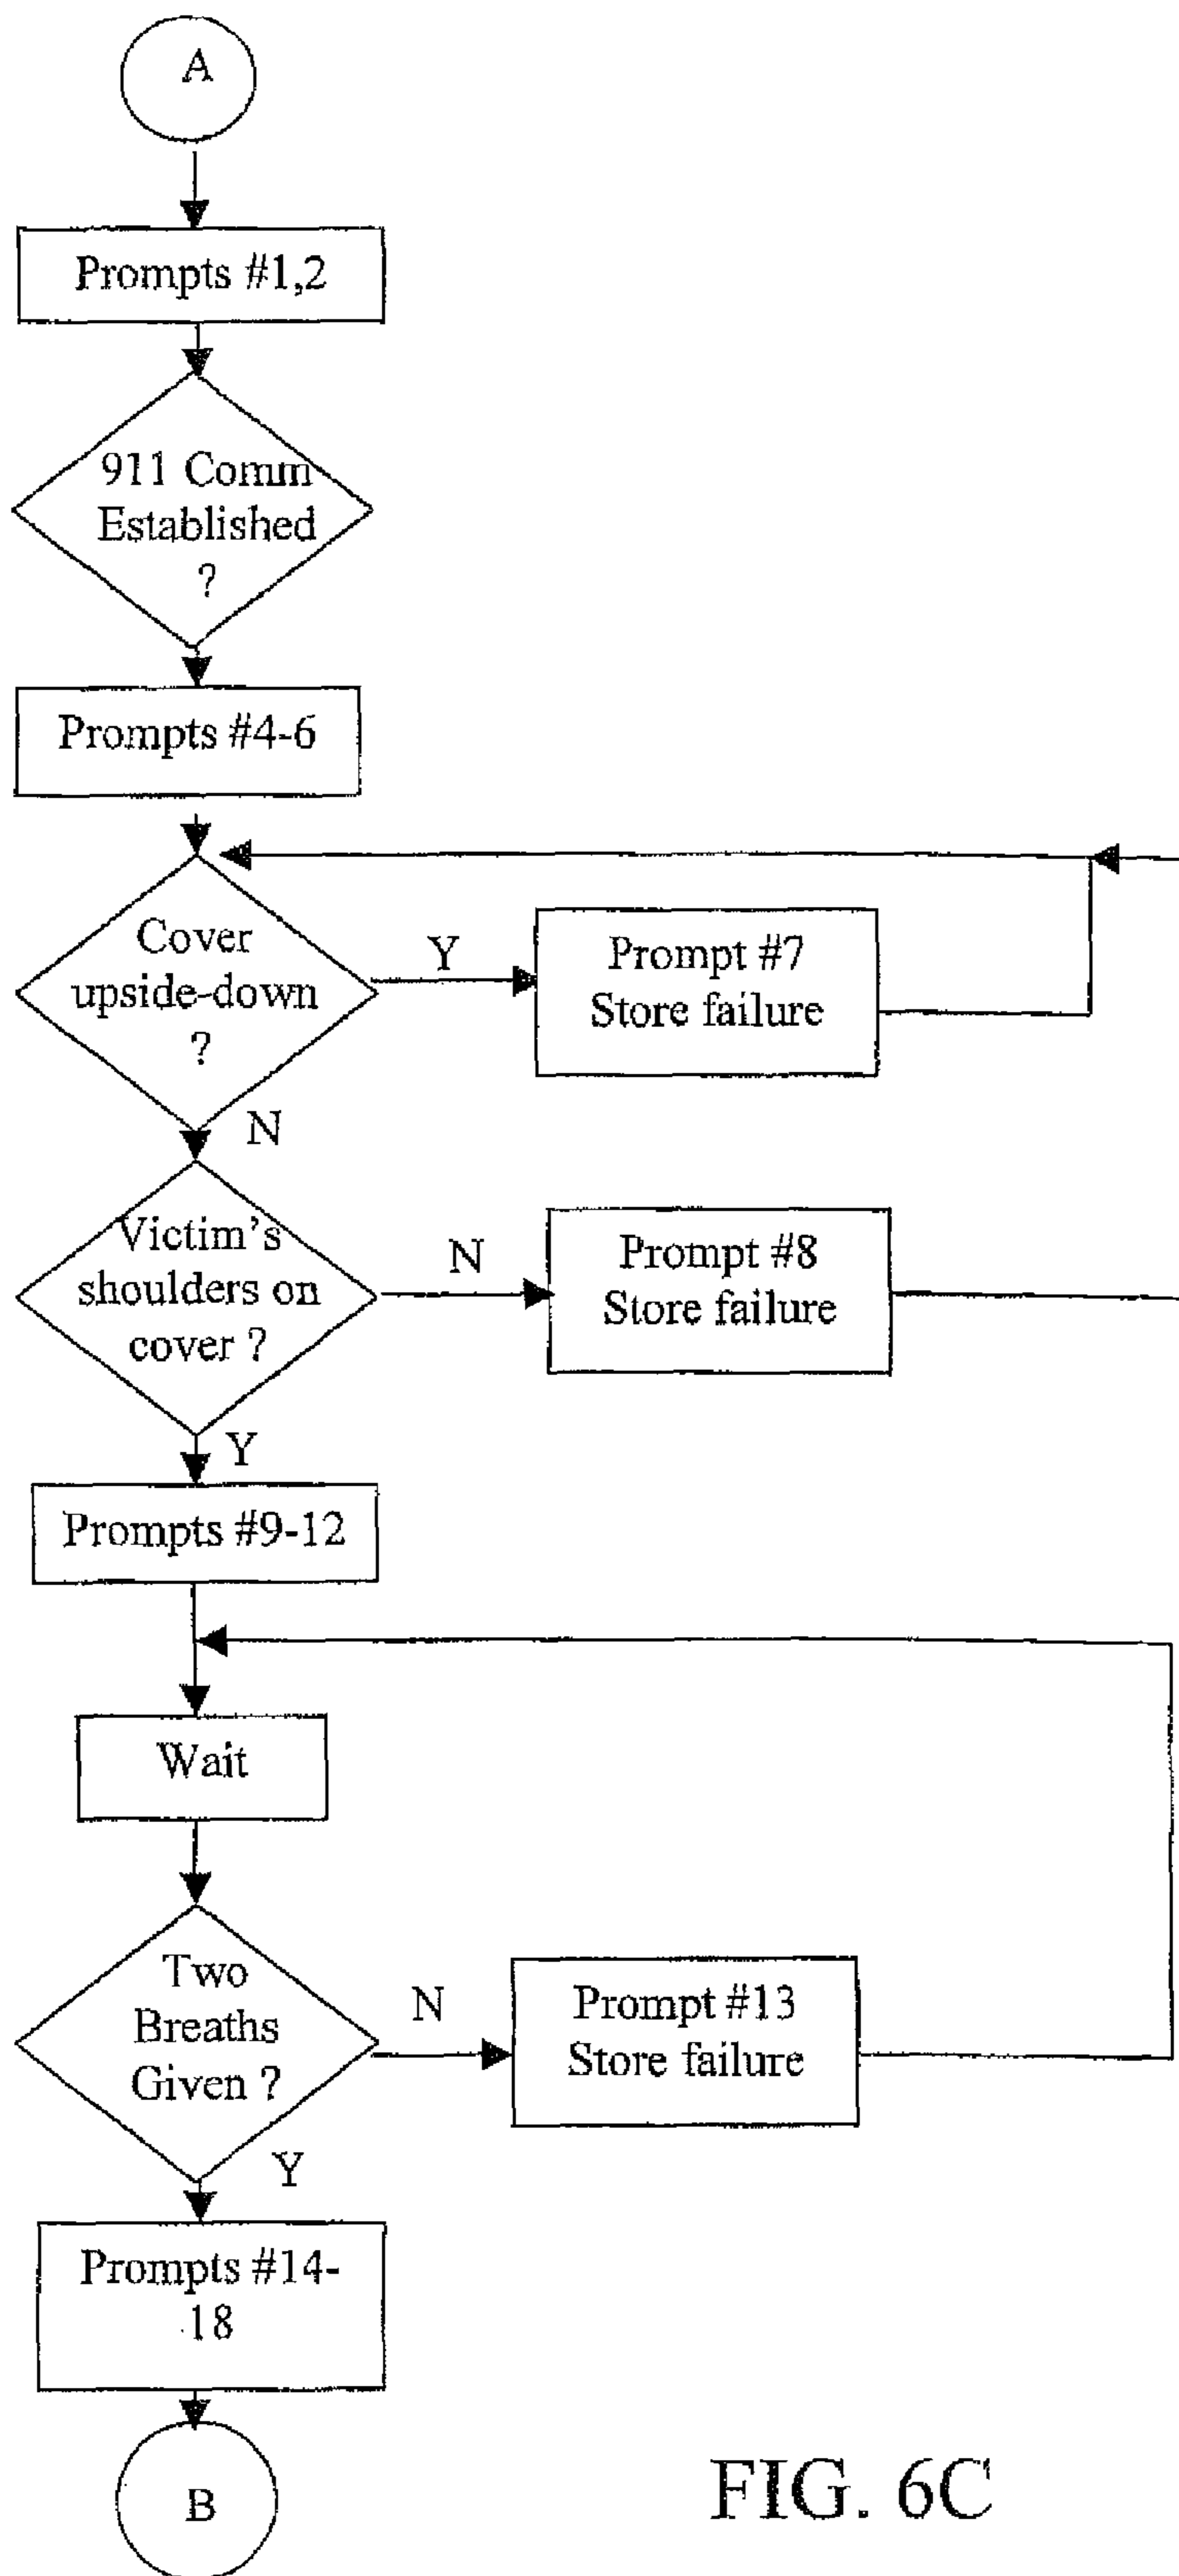 A
Prompts #1,2
911 Comm
Established
?
Prompts #4-6
Cover
upside-down
?
Y
Prompt #7
Store failure
N
Victim's
shoulders on
cover ?
N
Prompt #8
Store failure
Y
Prompts #9-12
Wait
Two
Breaths
Given ?
N
Prompt #13
Store failure
Y
Prompts #14-
18
B
FIG. 6C